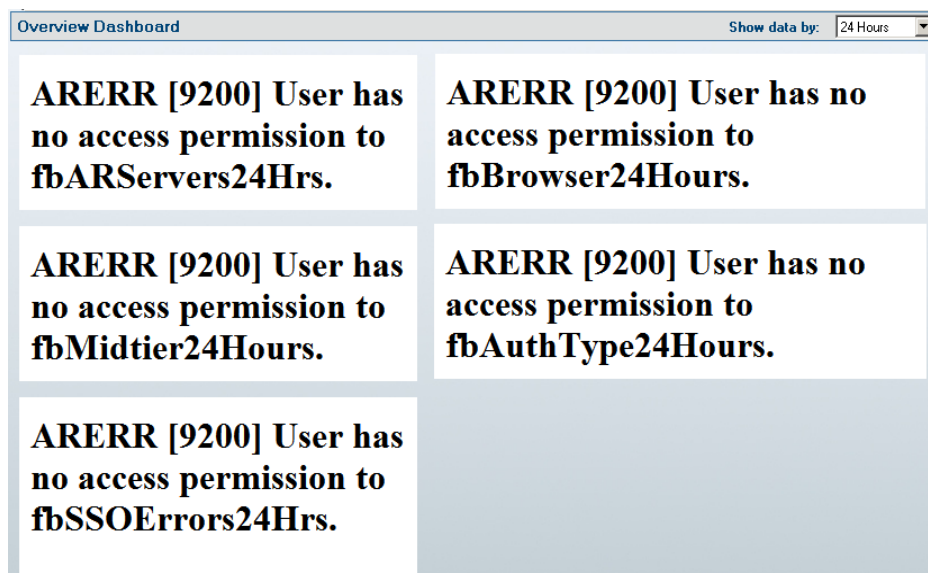 Overview Dashboard
Show data by: 24 Hours
ARERR [9200] User has
no access permission to
fbARServers24Hrs.
ARERR [9200] User has no
access permission to
fbBrowser24Hours.
ARERR [9200] User has
no access permission to
fbMidtier24Hours.
ARERR [9200] User has no
access permission to
fbAuthType24Hours.
ARERR [9200] User has
no access permission to
fbSSOErrors24Hrs.